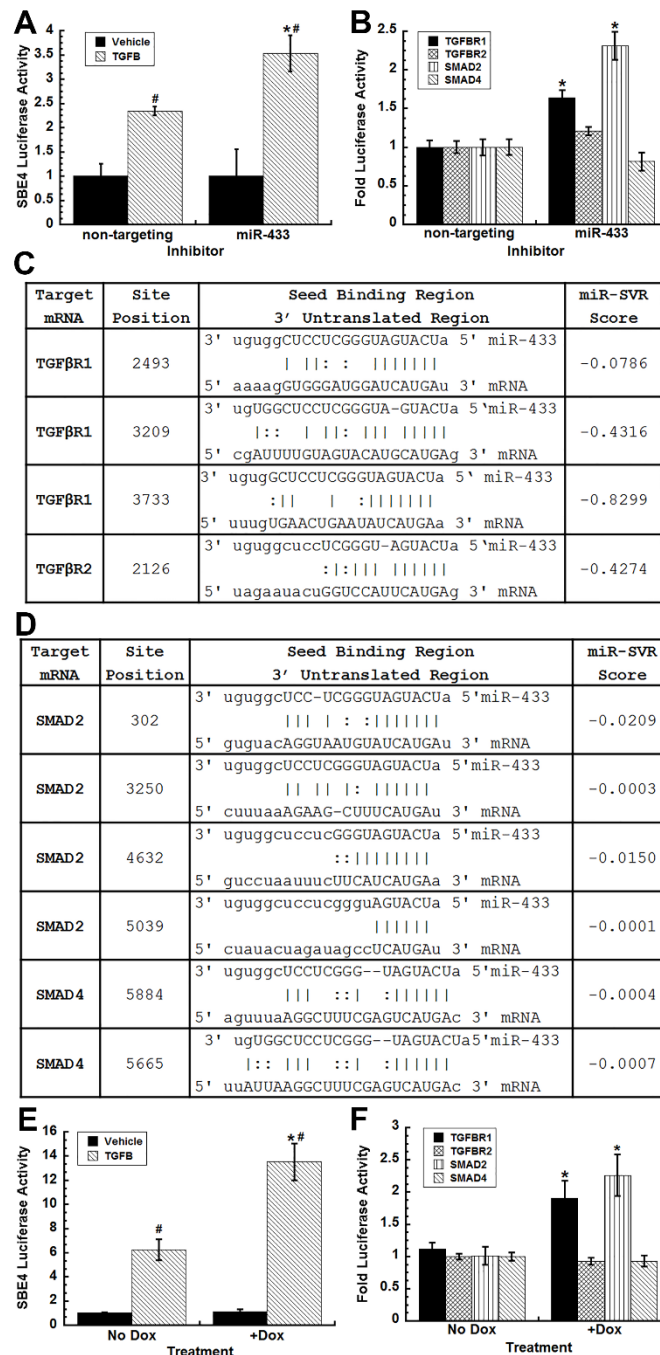 A
4
3.5
3
2.5
2
1.5
1
0.5
0
SBE4 Luciferase Activity
Vehicle
TGFB
#
*#
non-targeting
miR-433
Inhibitor
B
2.5
2
1.5
1
0.5
0
Fold Luciferase Activity
TGFBR1
TGFBR2
SMAD2
SMAD4
*
*
non-targeting
miR-433
Inhibitor
C
Target mRNA
Site Position
Seed Binding Region
3' Untranslated Region
miR-SVR Score
TGFβR1
2493
3' uguggCUCCUCGGGUAGUACUa 5' miR-433
| ||: : |||||||
5' aaaagGUGGGAUGGAUCAUGAu 3' mRNA
-0.0786
TGFβR1
3209
3' ugUGGCUCCUCGGGUA-GUACUa 5'miR-433
|:: | ||: ||| ||||||
5' cgAUUUUGUAGUACAUGCAUGAg 3' mRNA
-0.4316
TGFβR1
3733
3' ugugGCUCCUCGGGUAGUACUa 5' miR-433
:|| | :|||||||
5' uuugUGAACUGAAUAUCAUGAa 3' mRNA
-0.8299
TGFβR2
2126
3' uguggcuccUCGGGU-AGUACUa 5'miR-433
:|:||| ||||||
5' uagaauacuGGUCCAUUCAUGAg 3' mRNA
-0.4274
D
Target mRNA
Site Position
Seed Binding Region
3' Untranslated Region
miR-SVR Score
SMAD2
302
3' uguggcUCC-UCGGGUAGUACUa 5'miR-433
||| | : :|||||||
5' guguacAGGUAAUGUAUCAUGAu 3' mRNA
-0.0209
SMAD2
3250
3' uguggcUCCUCGGGUAGUACUa 5'miR-433
|| || |: ||||||
5' cuuuaaAGAAG-CUUUCAUGAu 3' mRNA
-0.0003
SMAD2
4632
3' uguggcuccucGGGUAGUACUa 5'miR-433
::||||||||
5' guccuaauuucUUCAUCAUGAa 3' mRNA
-0.0150
SMAD2
5039
3' uguggcuccucggguAGUACUa 5' miR-433
||||||
5' cuauacuagauagccUCAUGAu 3' mRNA
-0.0001
SMAD4
5884
3' uguggcUCCUCGGG--UAGUACUa 5'miR-433
||| ::| :||||||
5' aguuuaAGGCUUUCGAGUCAUGAc 3' mRNA
-0.0004
SMAD4
5665
3' ugUGGCUCCUCGGG--UAGUACUa5'miR-433
|:: ||| ::| :||||||
5' uuAUUAAGGCUUUCGAGUCAUGAc 3' mRNA
-0.0007
E
16
14
12
10
8
6
4
2
0
SBE4 Luciferase Activity
Vehicle
TGFB
#
*#
No Dox
+Dox
Treatment
F
3
2.5
2
1.5
1
0.5
0
Fold Luciferase Activity
TGFBR1
TGFBR2
SMAD2
SMAD4
*
*
No Dox
+Dox
Treatment